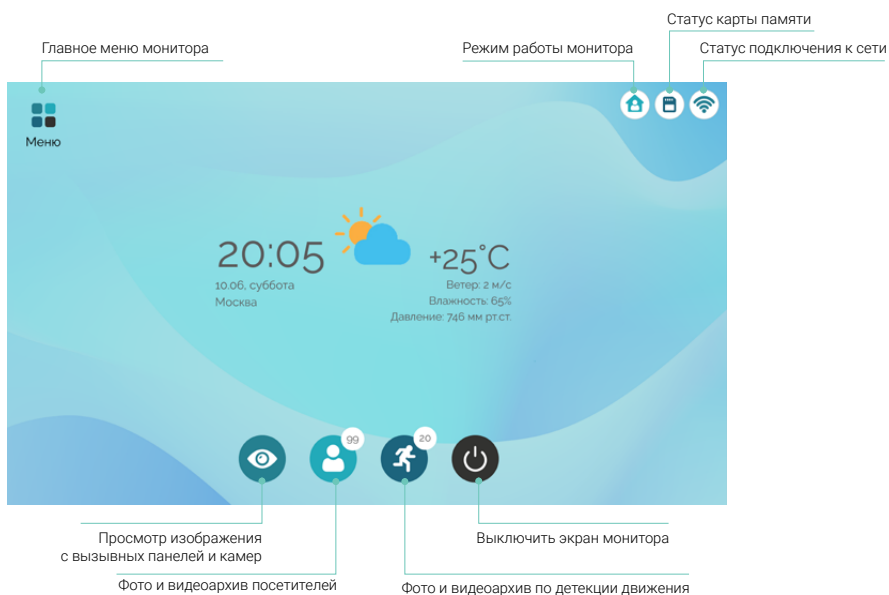 Статус карты памяти
Главное меню монитора
Режим работы монитора
Статус подключения к сети
Меню
20:05
+25°C
10.06, суббота
Москва
Ветер: 2 м/с
Влажность: 65%
Давление: 746 мм рт.ст.
99
20
Просмотр изображения
с вызывных панелей и камер
Выключить экран монитора
Фото и видеоархив посетителей
Фото и видеоархив по детекции движения